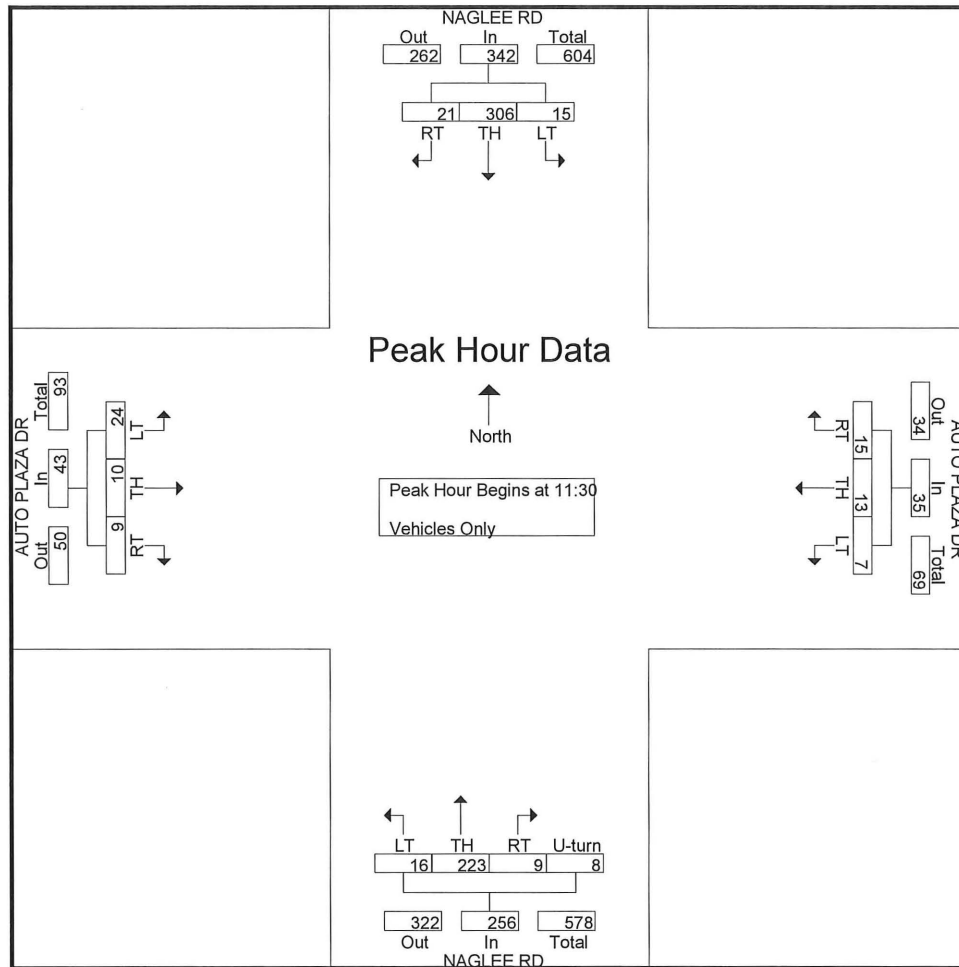 NAGLEE RD
Out In Total
262 342 604
21 306 15
RT TH LT
Peak Hour Data
North
Peak Hour Begins at 11:30
Vehicles Only
AUTO PLAZA DR
Total In Out
93 43 50
24 10 9
LT TH RT
RT TH LT
15 13 7
Out In Total
34 35 69
AUTO PLAZA DR
LT TH RT U-turn
16 223 9 8
322 256 578
Out In Total
NAGLEE RD